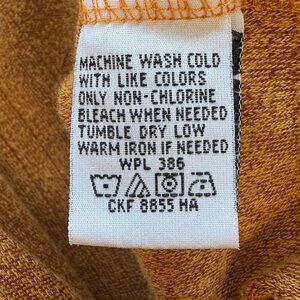 MACHINE WASH COLD
WITH LIKE COLORS
ONLY NON-CHLORINE
BLEACH WHEN NEEDED
TUMBLE DRY LOW
WARM IRON IF NEEDED
WPL 386
CKF 8855 HA